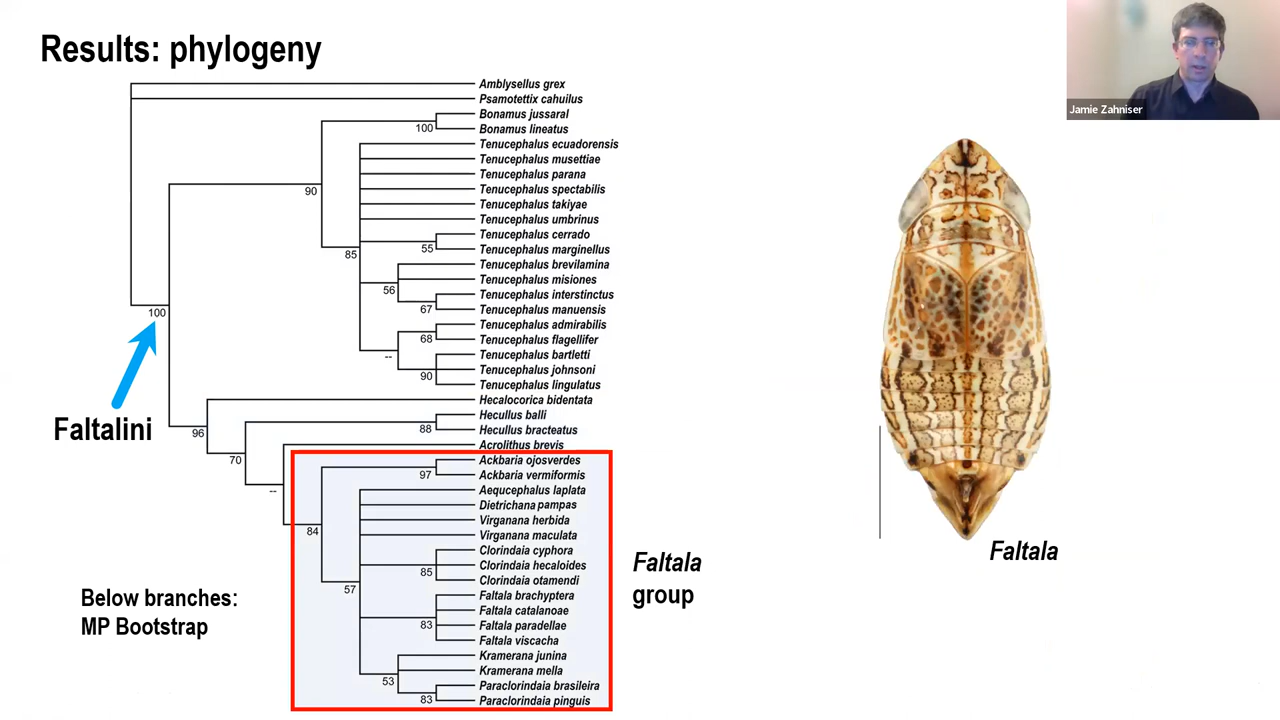 Results: phylogeny
Jamie Zahniser
Amblysellus grex
Psamotettix cahuilus
Bonamus jussaral
100
Bonamus lineatus
Tenucephalus ecuadorensis
Tenucephalus musettiae
Tenucephalus parana
90
Tenucephalus spectabilis
Tenucephalus takiyae
Tenucephalus umbrinus
Tenucephalus cerrado
55
Tenucephalus marginellus
85
Tenucephalus brevilamina
Tenucephalus misiones
56
Tenucephalus interstinctus
67
Tenucephalus manuensis
100
Tenucephalus admirabilis
68
Tenucephalus flagellifer
--
Tenucephalus bartletti
Tenucephalus johnsoni
90
Tenucephalus lingulatus
Hecalocorica bidentata
Hecullus balli
Faltalini
88
Hecullus bracteatus
96
Acrolithus brevis
70
Ackbaria ojosverdes
97
Ackbaria vermiformis
--
Aequcephalus laplata
Dietrichana pampas
Virganana herbida
84
Virganana maculata
Clorindaia cyphora
Clorindaia hecaloides
85
Clorindaia otamendi
57
Faltala brachyptera
Faltala catalanoae
83
Faltala paradellae
Faltala viscacha
Kramerana junina
Kramerana mella
53
Paraclorindaia brasileira
83
Paraclorindaia pinguis
Faltala
group
Below branches:
MP Bootstrap
Faltala